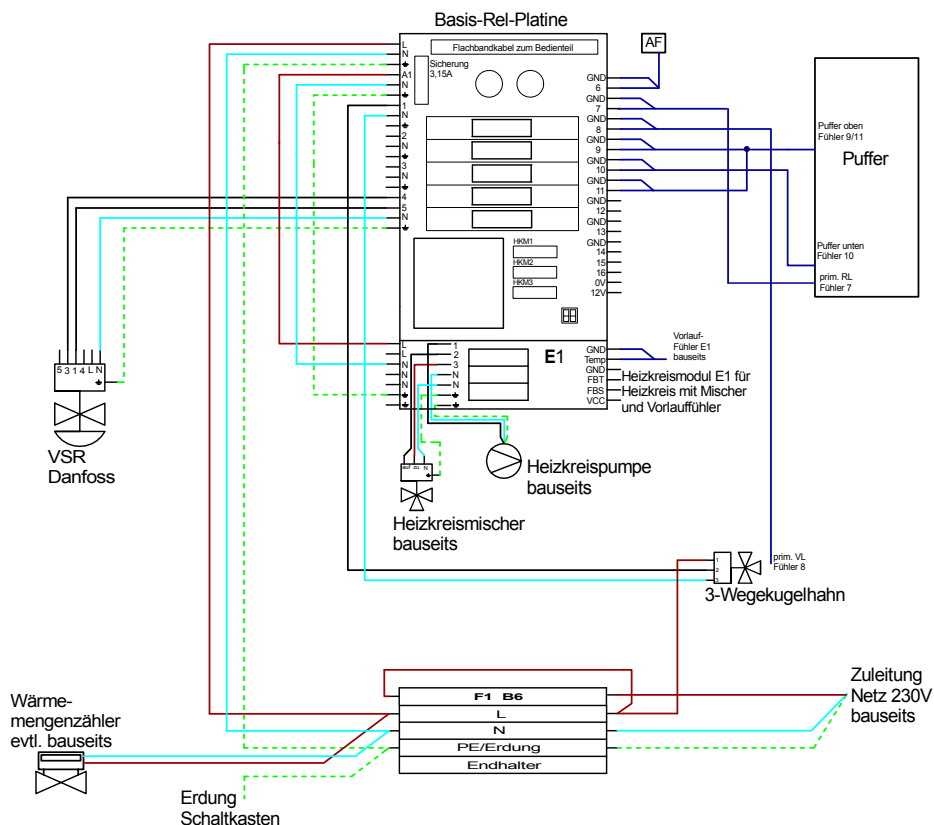 Basis-Rel-Platine
L
N
A1
N
1
N
2
N
3
N
4
5
N
Flachbandkabel zum Bedienteil
Sicherung
3,15A
HKM1
HKM2
HKM3
GND
6
GND
7
GND
8
GND
9
GND
10
GND
11
GND
12
GND
13
GND
14
15
16
0V
12V
AF
Puffer oben
Fühler 9/11
Puffer
Puffer unten
Fühler 10
prim. RL
Fühler 7
L
L
N
N
N
1
2
3
N
N
E1
GND
Temp
GND
FBT
FBS
VCC
Vorlauf-
Fühler E1
bauseits
Heizkreismodul E1 für
Heizkreis mit Mischer
und Vorlauffühler
5 3 1 4 L N
VSR
Danfoss
auf zu N
Heizkreismischer
bauseits
Heizkreispumpe
bauseits
1
2
3
prim. VL
Fühler 8
3-Wegekugelhahn
F1 B6
L
N
PE/Erdung
Endhalter
Zuleitung
Netz 230V
bauseits
Wärme-
mengenzähler
evtl. bauseits
Erdung
Schaltkasten